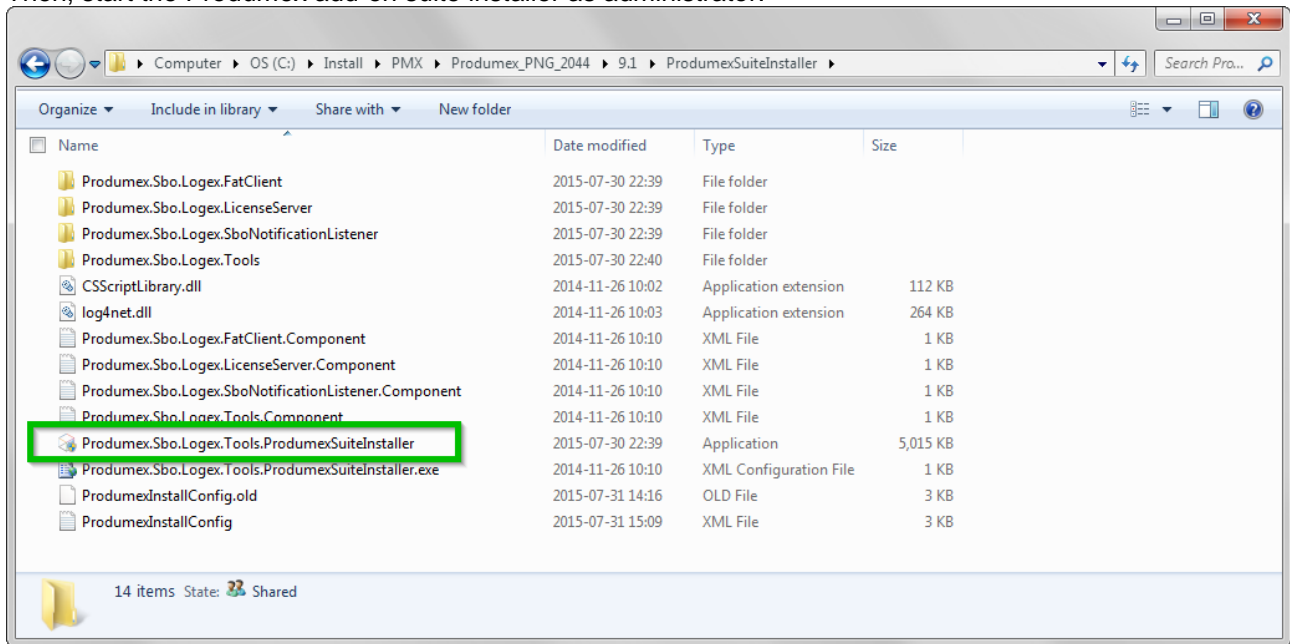 Then, start the Produmex add-on suite installer as administrator:
Computer ▸ OS (C:) ▸ Install ▸ PMX ▸ Produmex_PNG_2044 ▸ 9.1 ▸ ProdumexSuiteInstaller ▸ Search Pro...
Organize Include in library Share with New folder
Name Date modified Type Size
Produmex.Sbo.Logex.FatClient 2015-07-30 22:39 File folder
Produmex.Sbo.Logex.LicenseServer 2015-07-30 22:39 File folder
Produmex.Sbo.Logex.SboNotificationListener 2015-07-30 22:39 File folder
Produmex.Sbo.Logex.Tools 2015-07-30 22:40 File folder
CSScriptLibrary.dll 2014-11-26 10:02 Application extension 112 KB
log4net.dll 2014-11-26 10:03 Application extension 264 KB
Produmex.Sbo.Logex.FatClient.Component 2014-11-26 10:10 XML File 1 KB
Produmex.Sbo.Logex.LicenseServer.Component 2014-11-26 10:10 XML File 1 KB
Produmex.Sbo.Logex.SboNotificationListener.Component 2014-11-26 10:10 XML File 1 KB
Produmex.Sbo.Logex.Tools.Component 2014-11-26 10:10 XML File 1 KB
Produmex.Sbo.Logex.Tools.ProdumexSuiteInstaller 2015-07-30 22:39 Application 5,015 KB
Produmex.Sbo.Logex.Tools.ProdumexSuiteInstaller.exe 2014-11-26 10:10 XML Configuration File 1 KB
ProdumexInstallConfig.old 2015-07-31 14:16 OLD File 3 KB
ProdumexInstallConfig 2015-07-31 15:09 XML File 3 KB
14 items State: Shared